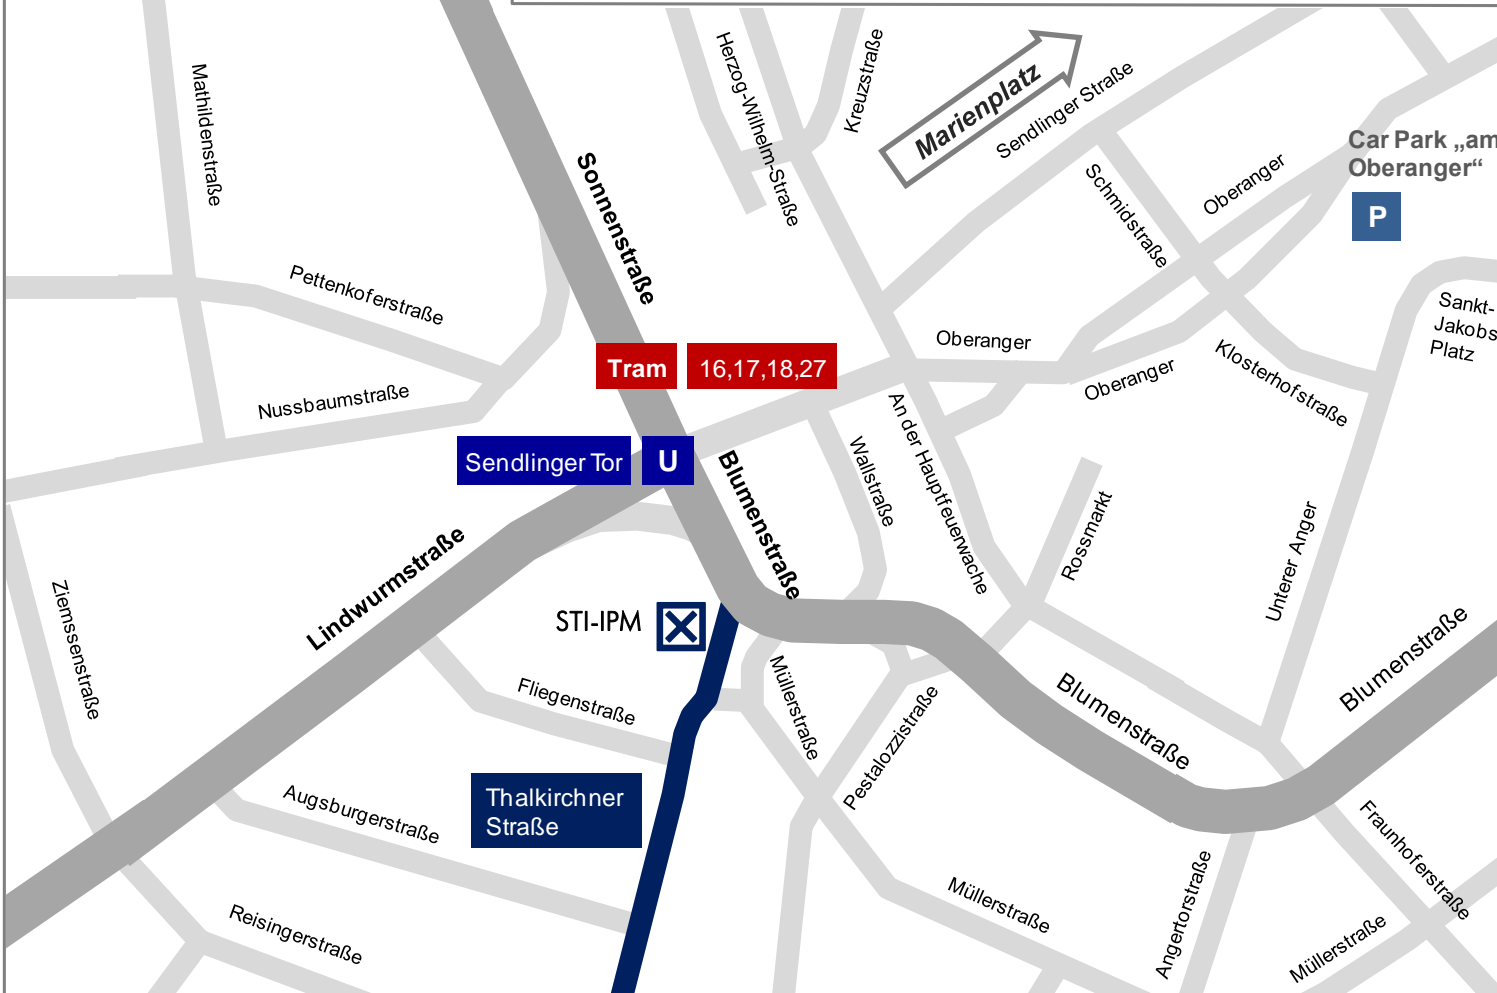 Mathildenstraße
Herzog-Wilhelm-Straße
Kreuzstraße
Marienplatz
Sendlinger Straße
Car Park „am
Oberanger“
P
Sonnenstraße
Schmidstraße
Oberanger
Pettenkoferstraße
Sankt-
Jakobs
Platz
Tram
16,17,18,27
Oberanger
Oberanger
Klosterhofstraße
Nussbaumstraße
An der Hauptfeuerwache
Wallstraße
Sendlinger Tor
U
Blumenstraße
Rossmarkt
Unterer Anger
Lindwurmstraße
Ziemssenstraße
STI-IPM
Blumenstraße
Fliegenstraße
Müllerstraße
Pestalozzistraße
Blumenstraße
Thalkirchner
Straße
Augsburgerstraße
Fraunhoferstraße
Reisingerstraße
Müllerstraße
Angertorstraße
Müllerstraße